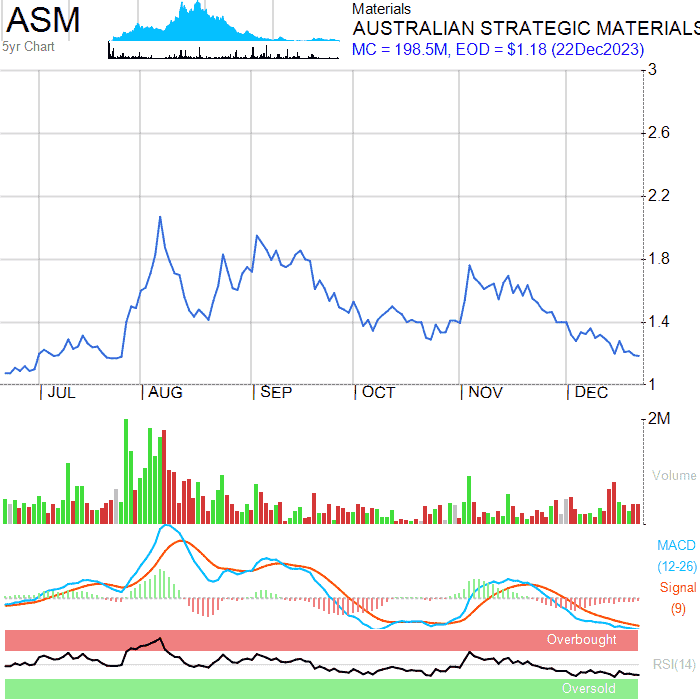 ASM
5yr Chart
Materials
AUSTRALIAN STRATEGIC MATERIALS
MC = 198.5M, EOD = $1.18 (22Dec2023)
3
2.6
2.2
1.8
1.4
1
JUL AUG SEP OCT NOV DEC
2M
Volume
MACD
(12-26)
Signal
(9)
Overbought
RSI(14)
Oversold